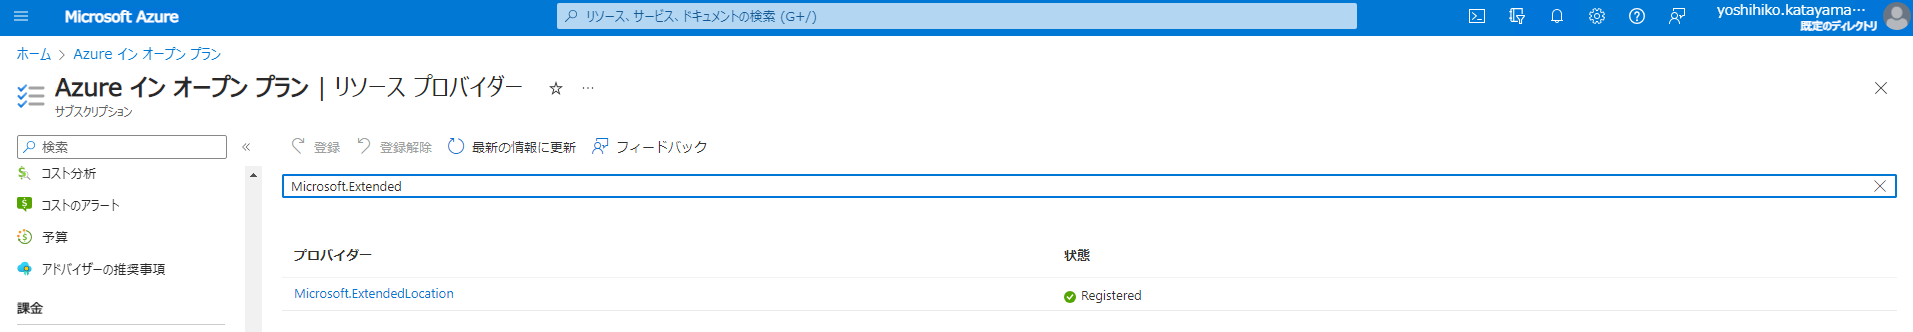 Microsoft Azure
リソース、サービス、ドキュメントの検索 (G+/)
yoshihiko.katayama…
既定のディレクトリ
ホーム > Azure イン オープン プラン
Azure イン オープン プラン | リソース プロバイダー ☆ …
サブスクリプション
検索 «
登録 登録解除 最新の情報に更新 フィードバック
コスト分析
コストのアラート
予算
アドバイザーの推奨事項
課金
Microsoft.Extended
プロバイダー 状態
Microsoft.ExtendedLocation Registered